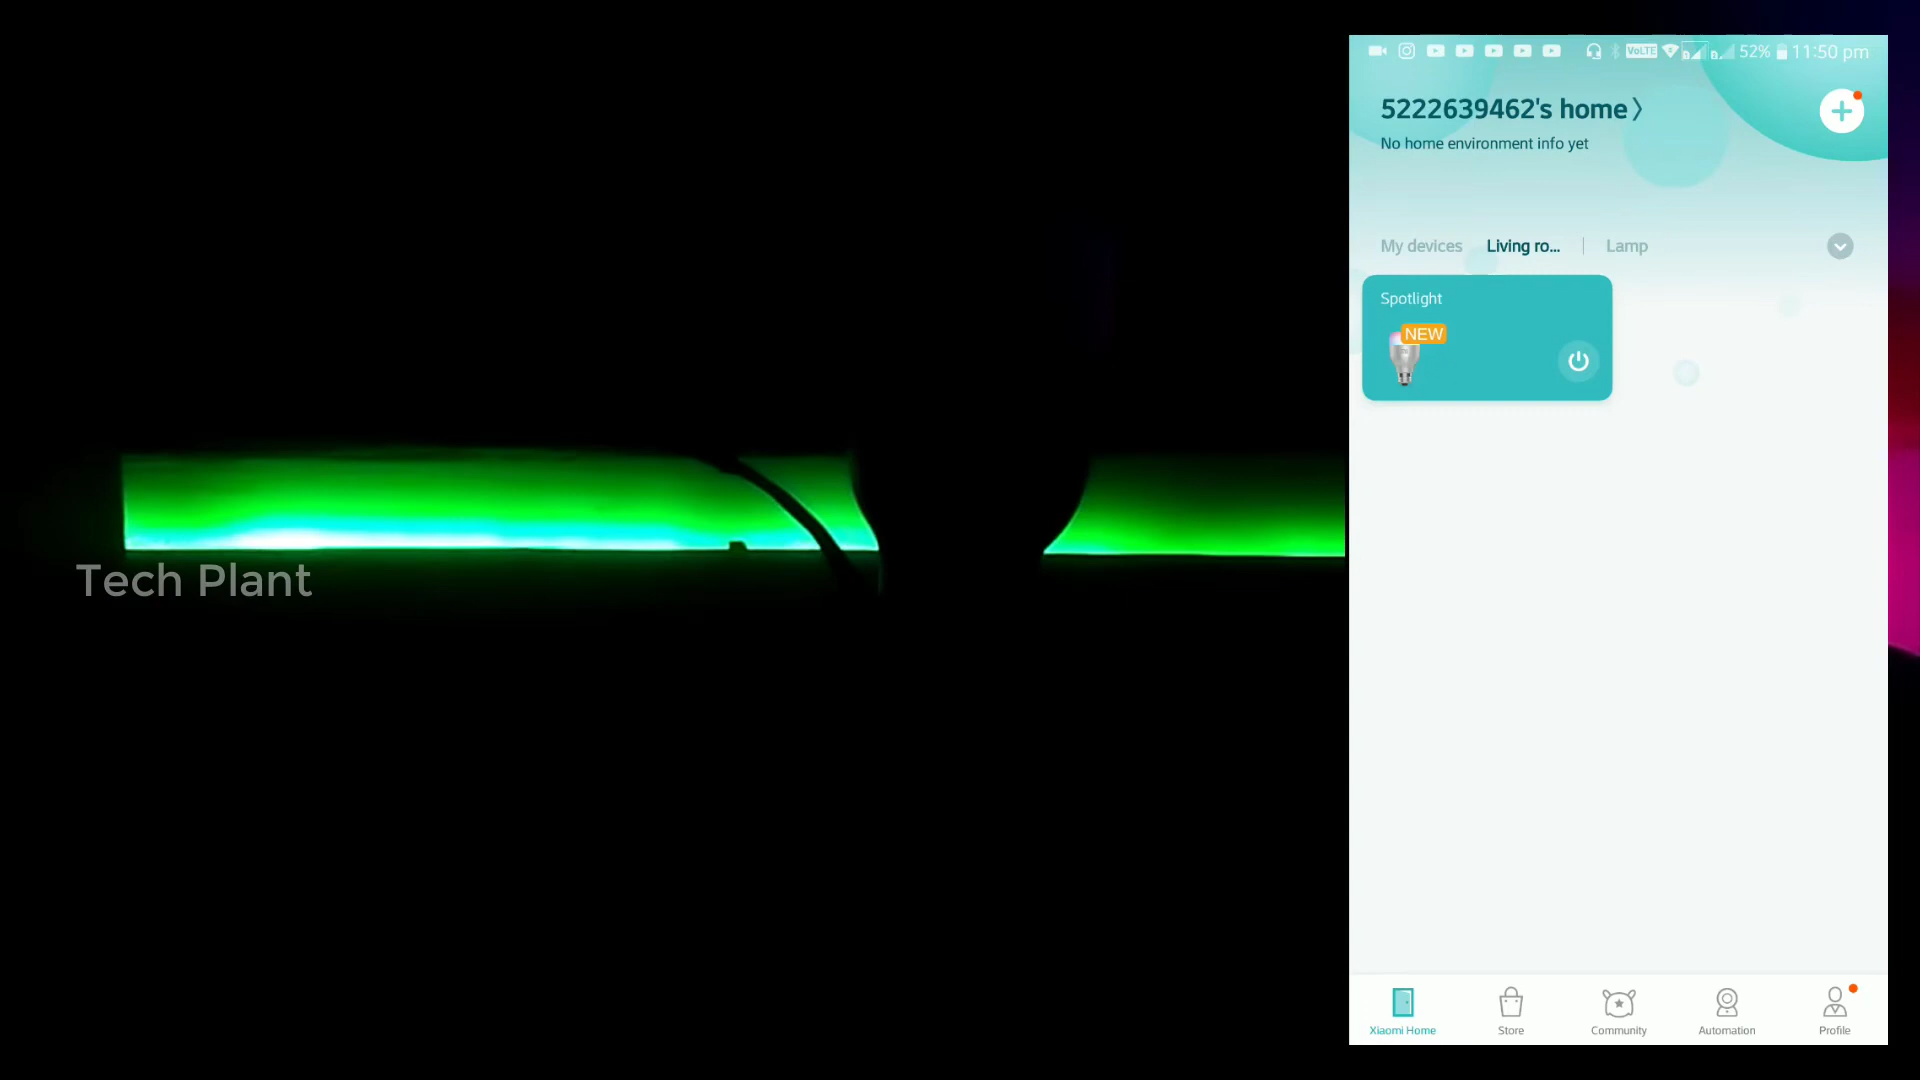 VoLTE 52% 11:50 pm
5222639462's home
No home environment info yet
My devices Living ro... Lamp
Spotlight
NEW
Tech Plant
Xiaomi Home Store Community Automation Profile